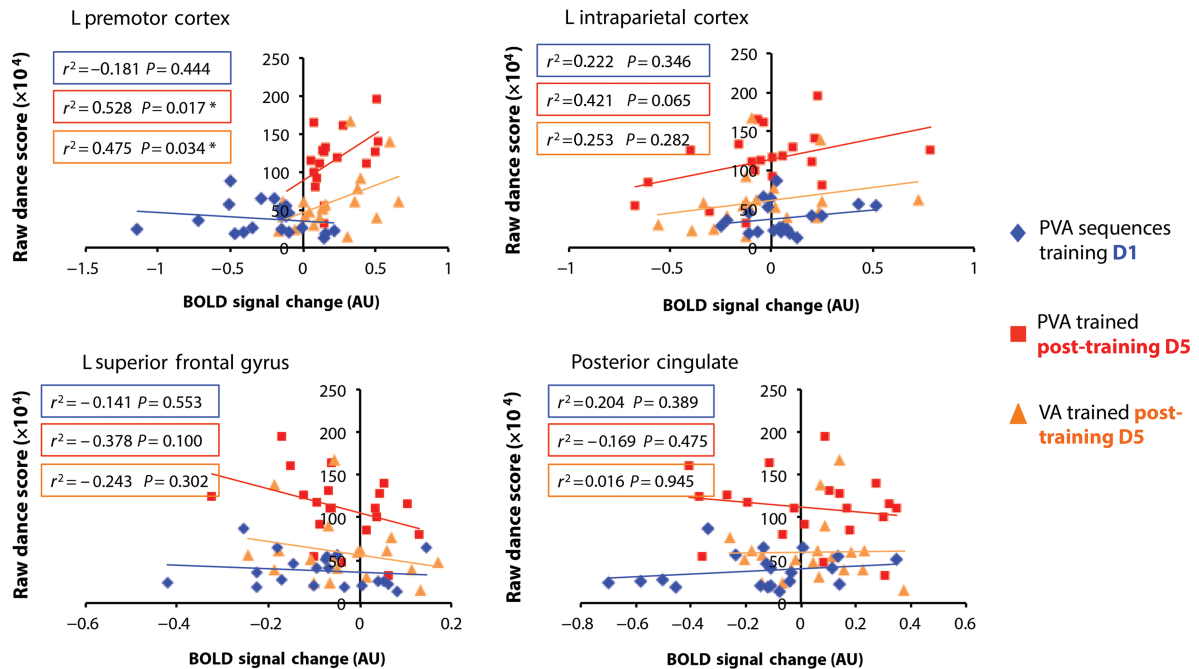 L premotor cortex
r² = −0.181 P = 0.444
r² = 0.528 P = 0.017 *
r² = 0.475 P = 0.034 *
Raw dance score (×10⁴)
250
200
150
100
50
0
−1.5
−1
−0.5
0
0.5
1
BOLD signal change (AU)
L intraparietal cortex
r² = 0.222 P = 0.346
r² = 0.421 P = 0.065
r² = 0.253 P = 0.282
Raw dance score (×10⁴)
250
200
150
100
50
0
−1
−0.5
0
0.5
1
BOLD signal change (AU)
PVA sequences
training D1
PVA trained
post-training D5
VA trained post-
training D5
L superior frontal gyrus
r² = − 0.141 P = 0.553
r² = − 0.378 P = 0.100
r² = − 0.243 P = 0.302
Raw dance score (×10⁴)
250
200
150
100
50
0
−0.6
−0.4
−0.2
0
0.2
BOLD signal change (AU)
Posterior cingulate
r² = 0.204 P = 0.389
r² = −0.169 P = 0.475
r² = 0.016 P = 0.945
Raw dance score (×10⁴)
250
200
150
100
50
0
−0.8
−0.6
−0.4
−0.2
0
0.2
0.4
0.6
BOLD signal change (AU)